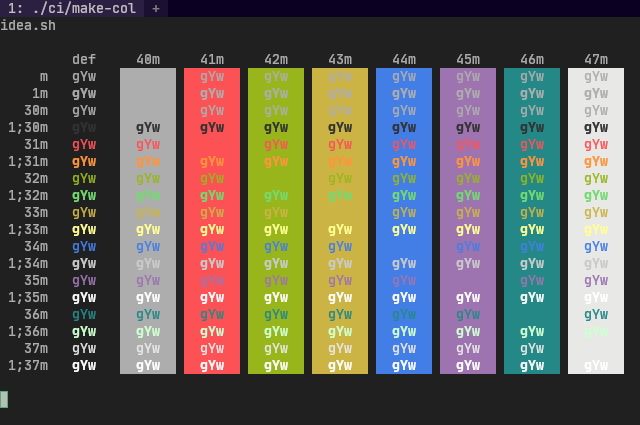 1: ./ci/make-col +
idea.sh
def 40m 41m 42m 43m 44m 45m 46m 47m
m gYw gYw gYw gYw gYw gYw gYw gYw
1m gYw gYw gYw gYw gYw gYw gYw gYw
30m gYw gYw gYw gYw gYw gYw gYw gYw
1;30m gYw gYw gYw gYw gYw gYw gYw gYw gYw
31m gYw gYw gYw gYw gYw gYw gYw gYw
1;31m gYw gYw gYw gYw gYw gYw gYw gYw gYw
32m gYw gYw gYw gYw gYw gYw gYw gYw
1;32m gYw gYw gYw gYw gYw gYw gYw gYw gYw
33m gYw gYw gYw gYw gYw gYw gYw gYw
1;33m gYw gYw gYw gYw gYw gYw gYw gYw gYw
34m gYw gYw gYw gYw gYw gYw gYw gYw
1;34m gYw gYw gYw gYw gYw gYw gYw gYw gYw
35m gYw gYw gYw gYw gYw gYw gYw gYw
1;35m gYw gYw gYw gYw gYw gYw gYw gYw gYw
36m gYw gYw gYw gYw gYw gYw gYw gYw
1;36m gYw gYw gYw gYw gYw gYw gYw gYw gYw
37m gYw gYw gYw gYw gYw gYw gYw gYw
1;37m gYw gYw gYw gYw gYw gYw gYw gYw gYw